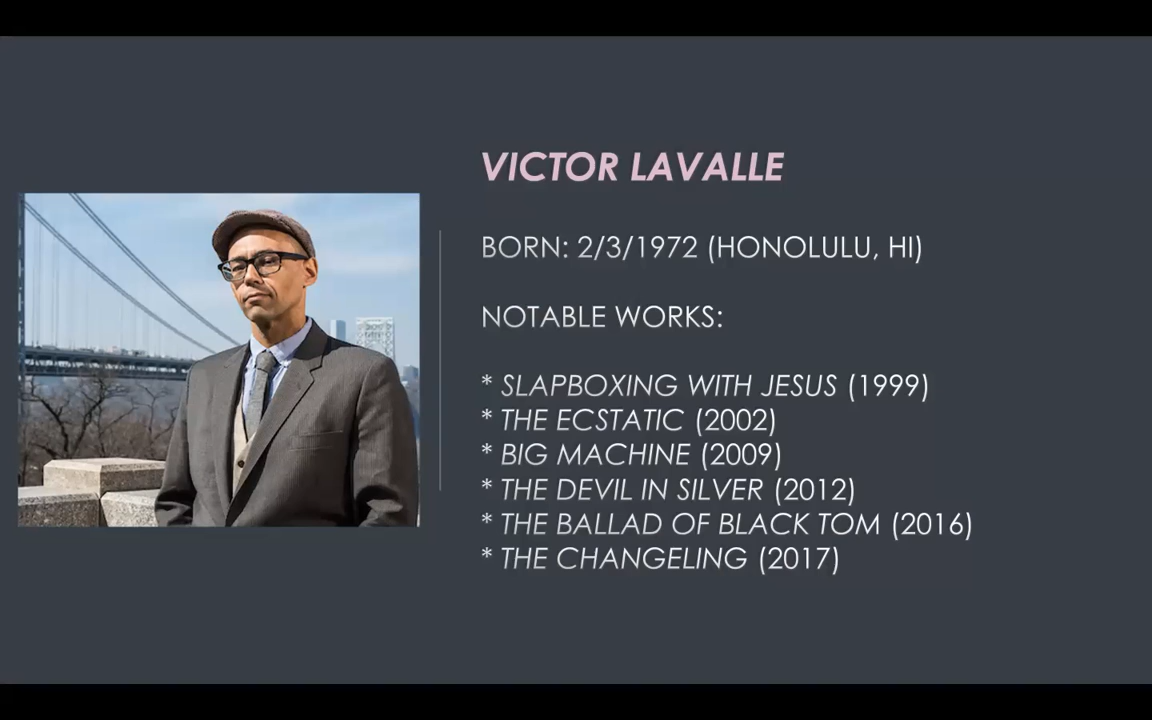 VICTOR LAVALLE
BORN: 2/3/1972 (HONOLULU, HI)
NOTABLE WORKS:
* SLAPBOXING WITH JESUS (1999)
* THE ECSTATIC (2002)
* BIG MACHINE (2009)
* THE DEVIL IN SILVER (2012)
* THE BALLAD OF BLACK TOM (2016)
* THE CHANGELING (2017)